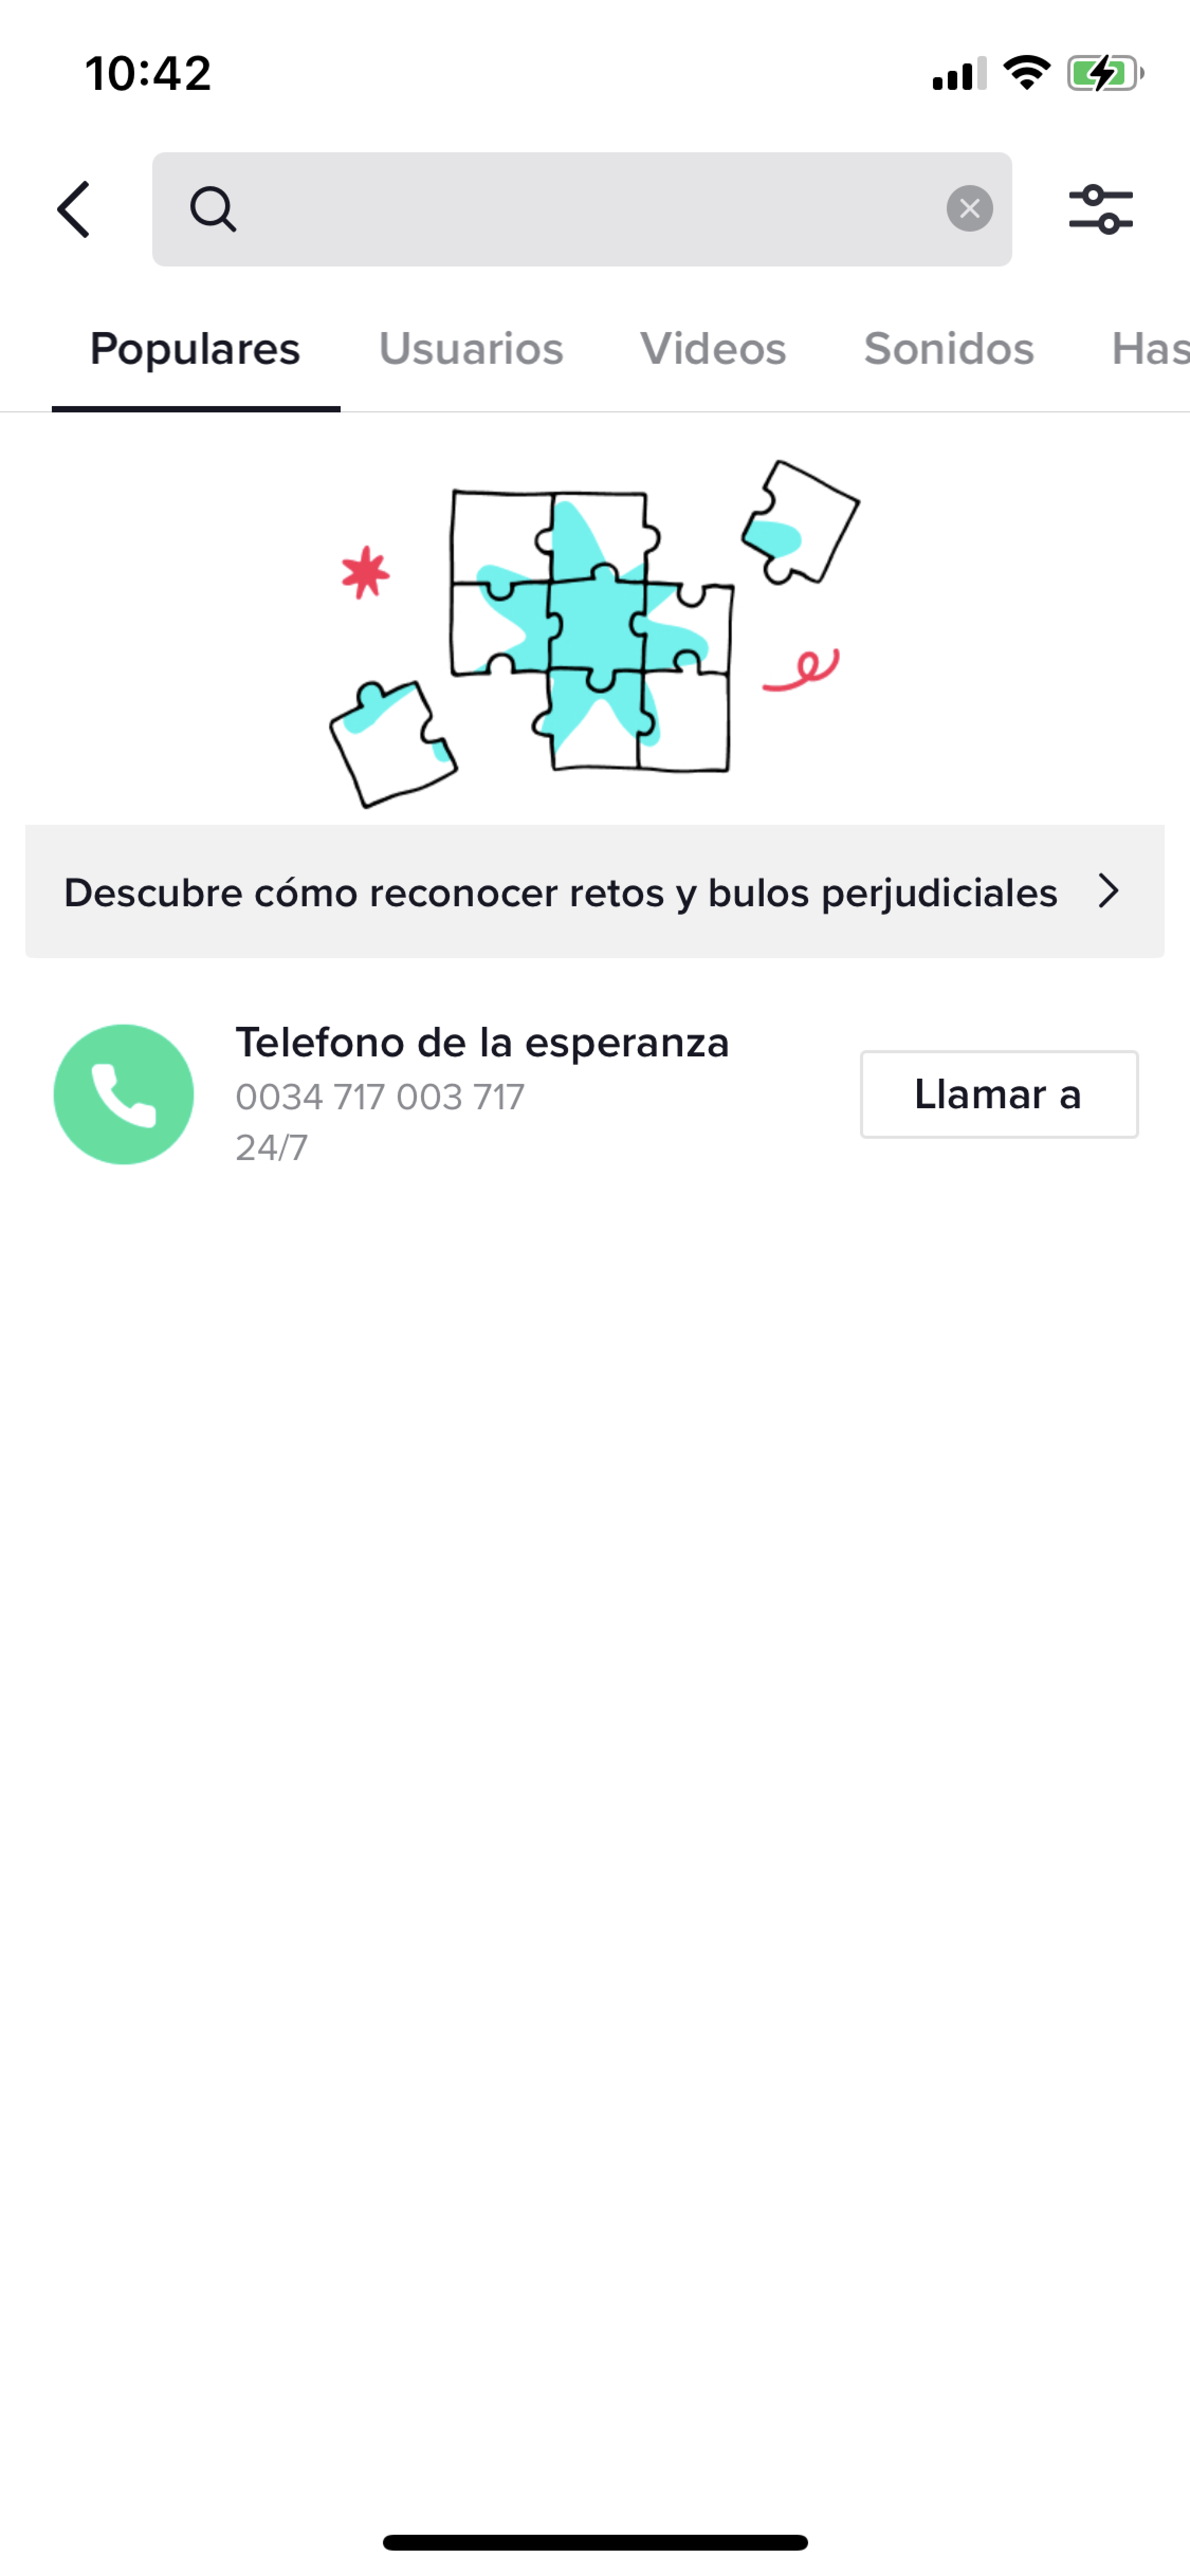 10:42
Populares Usuarios Videos Sonidos Has
Descubre cómo reconocer retos y bulos perjudiciales
Telefono de la esperanza
0034 717 003 717
24/7
Llamar a